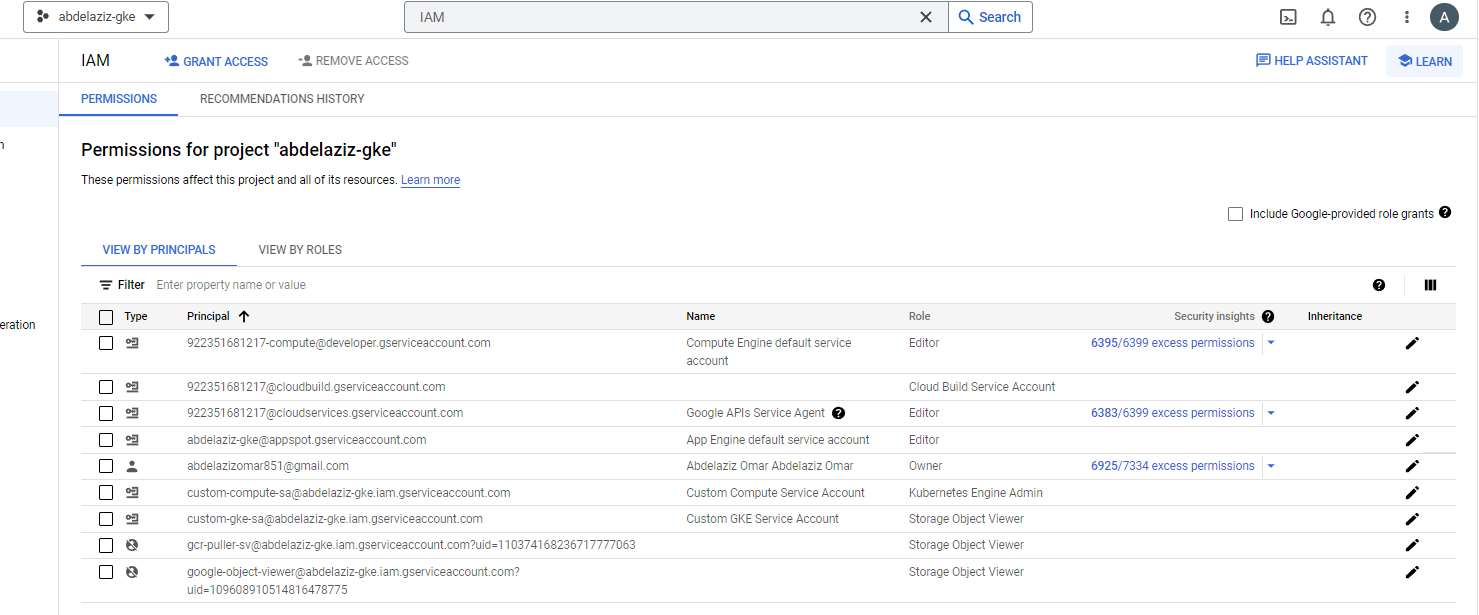 abdelaziz-gke
IAM
Search
A
IAM
GRANT ACCESS
REMOVE ACCESS
HELP ASSISTANT
LEARN
PERMISSIONS
RECOMMENDATIONS HISTORY
n
Permissions for project "abdelaziz-gke"
These permissions affect this project and all of its resources. Learn more
Include Google-provided role grants
VIEW BY PRINCIPALS
VIEW BY ROLES
Filter Enter property name or value
eration
Type Principal Name Role Security insights Inheritance
922351681217-compute@developer.gserviceaccount.com Compute Engine default service Editor 6395/6399 excess permissions
account
922351681217@cloudbuild.gserviceaccount.com Cloud Build Service Account
922351681217@cloudservices.gserviceaccount.com Google APIs Service Agent Editor 6383/6399 excess permissions
abdelaziz-gke@appspot.gserviceaccount.com App Engine default service account Editor
abdelazizomar851@gmail.com Abdelaziz Omar Abdelaziz Omar Owner 6925/7334 excess permissions
custom-compute-sa@abdelaziz-gke.iam.gserviceaccount.com Custom Compute Service Account Kubernetes Engine Admin
custom-gke-sa@abdelaziz-gke.iam.gserviceaccount.com Custom GKE Service Account Storage Object Viewer
gcr-puller-sv@abdelaziz-gke.iam.gserviceaccount.com?uid=110374168236717777063 Storage Object Viewer
google-object-viewer@abdelaziz-gke.iam.gserviceaccount.com? Storage Object Viewer
uid=109608910514816478775